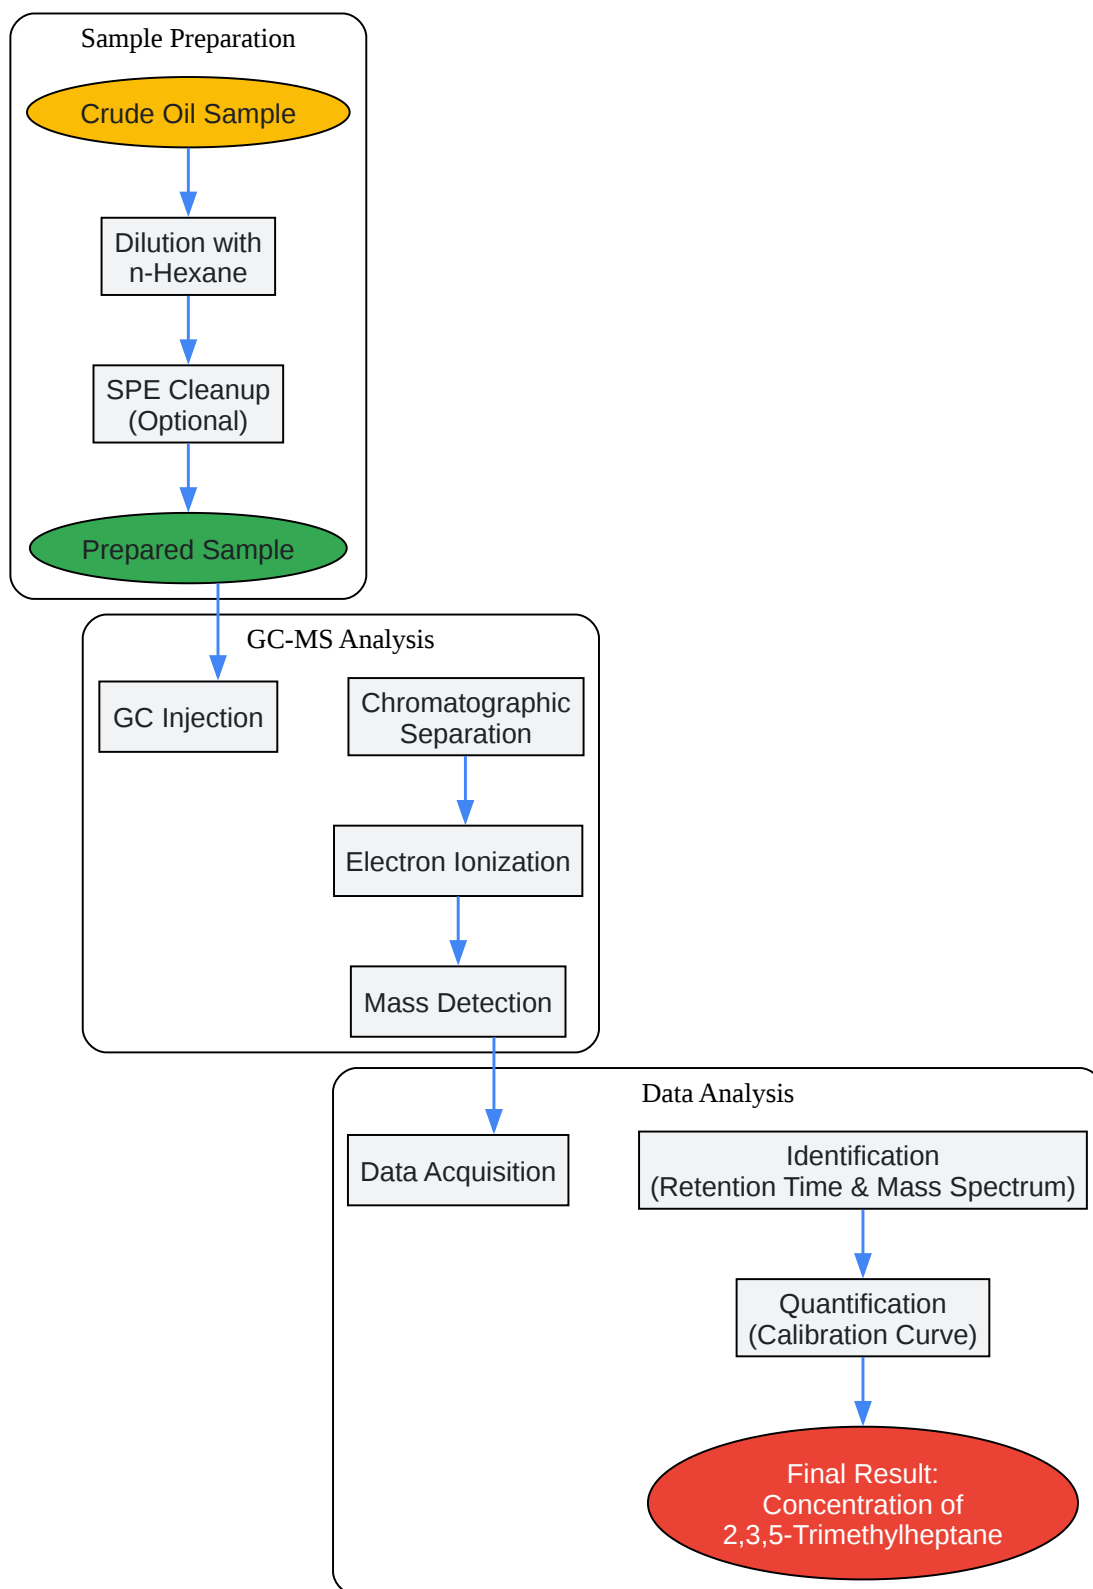 Sample Preparation
Crude Oil Sample
Dilution with
n-Hexane
SPE Cleanup
(Optional)
Prepared Sample
GC-MS Analysis
GC Injection
Chromatographic
Separation
Electron Ionization
Mass Detection
Data Analysis
Data Acquisition
Identification
(Retention Time & Mass Spectrum)
Quantification
(Calibration Curve)
Final Result:
Concentration of
2,3,5-Trimethylheptane